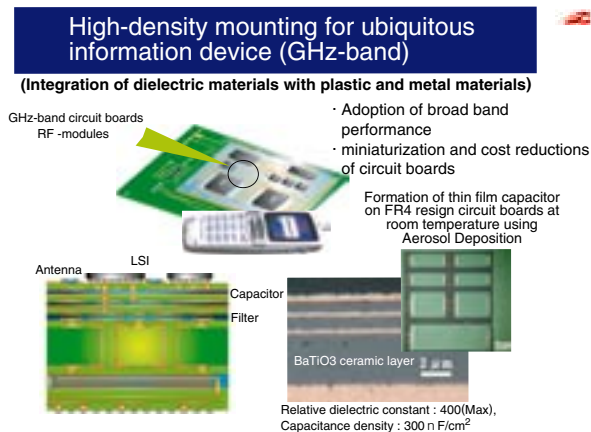 High-density mounting for ubiquitous
information device (GHz-band)
(Integration of dielectric materials with plastic and metal materials)
GHz-band circuit boards
RF -modules
· Adoption of broad band
performance
· miniaturization and cost reductions
of circuit boards
Formation of thin film capacitor
on FR4 resign circuit boards at
room temperature using
Aerosol Deposition
Antenna
LSI
Capacitor
Filter
BaTiO3 ceramic layer
2 μm
Relative dielectric constant : 400(Max),
Capacitance density : 300 n F/cm²